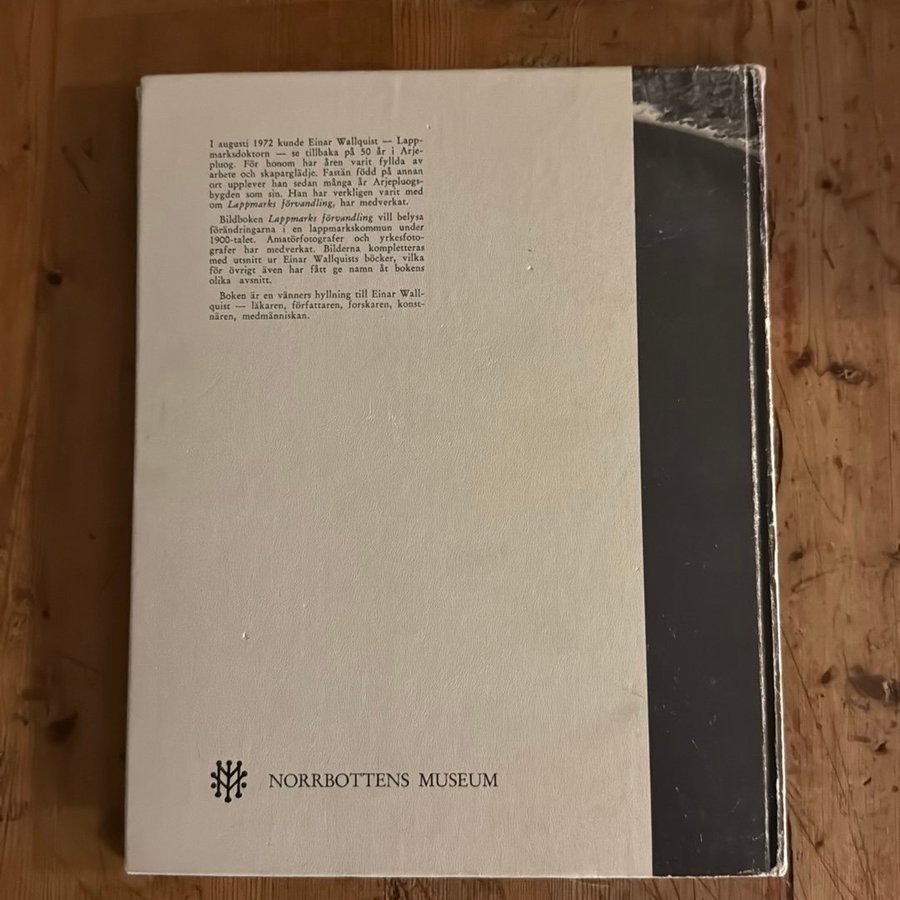 I augusti 1972 kunde Einar Wallquist — Lapp-
marksdoktorn — se tillbaka på 50 år i Arje-
pluog. För honom har åren varit fyllda av
arbete och skaparglädje. Fastän född på annan
ort upplever han sedan många år Arjepluogs-
bygden som sin. Han har verkligen varit med
om Lappmarks förvandling, har medverkat.
Bildboken Lappmarks förvandling vill belysa
förändringarna i en lappmarkskommun under
1900-talet. Amatörfotografer och yrkesfoto-
grafer har medverkat. Bilderna kompletteras
med utsnitt ur Einar Wallquists böcker, vilka
för övrigt även har fått ge namn åt bokens
olika avsnitt.
Boken är en vänners hyllning till Einar Wall-
quist — läkaren, författaren, forskaren, konst-
nären, medmänniskan.
NORRBOTTENS MUSEUM